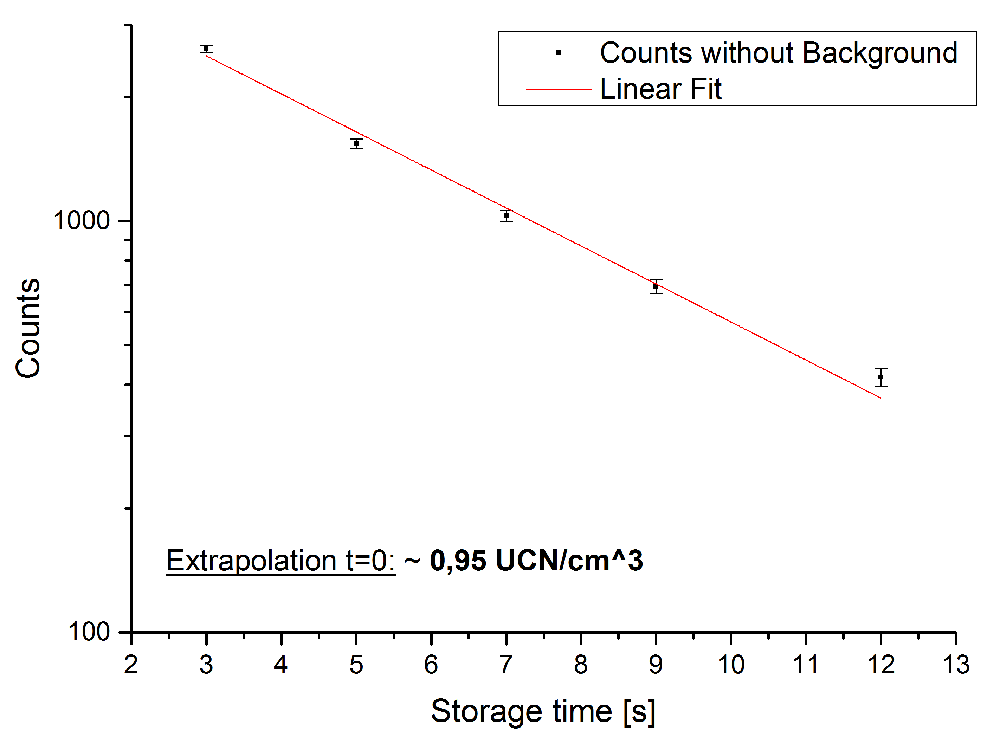 Counts without Background
Linear Fit
1000
100
Counts
Extrapolation t=0: ~ 0,95 UCN/cm^3
2 3 4 5 6 7 8 9 10 11 12 13
Storage time [s]